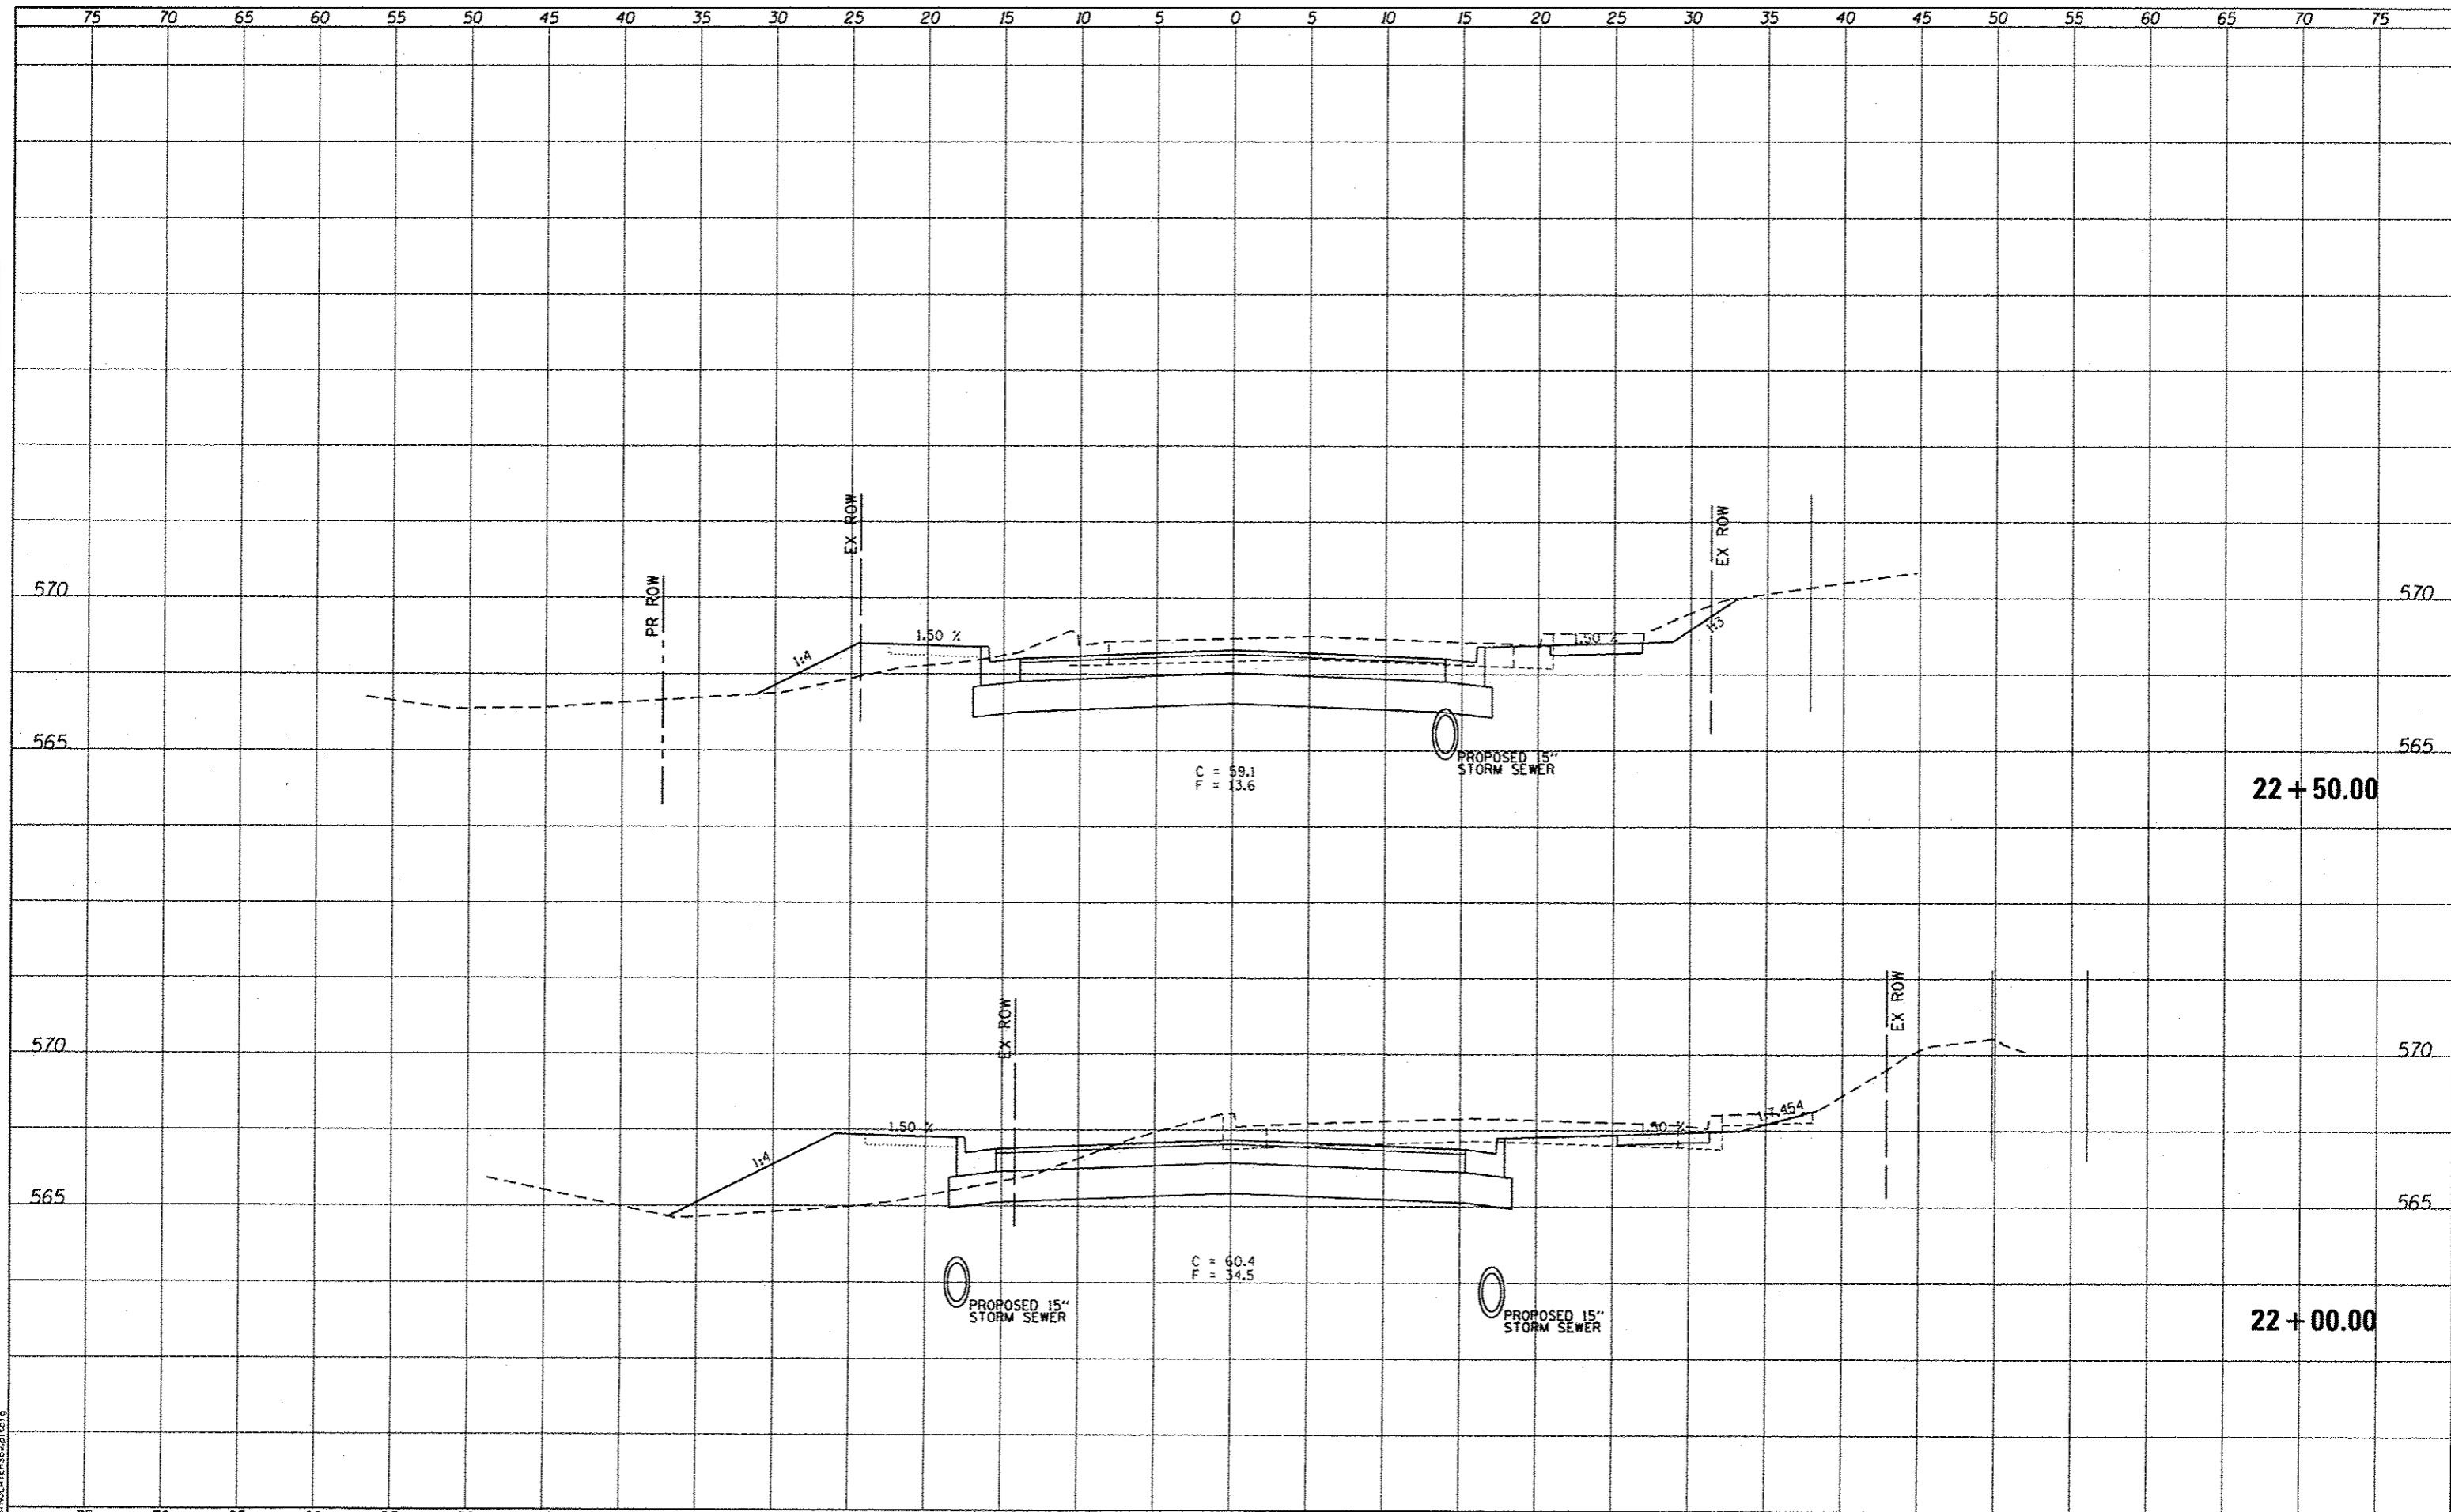 75 70 65 60 55 50 45 40 35 30 25 20 15 10 5 0 5 10 15 20 25 30 35 40 45 50 55 60 65 70 75
EX ROW
EX ROW
PR ROW
570
570
1:4
1.50 %
1.50 %
1:3
565
565
PROPOSED 15"
STORM SEWER
C = 59.1
F = 13.6
22 + 50.00
EX ROW
EX ROW
570
570
1:4
1.50 %
1.50 %
1:7.454
565
565
C = 60.4
F = 34.5
PROPOSED 15"
STORM SEWER
PROPOSED 15"
STORM SEWER
22 + 00.00